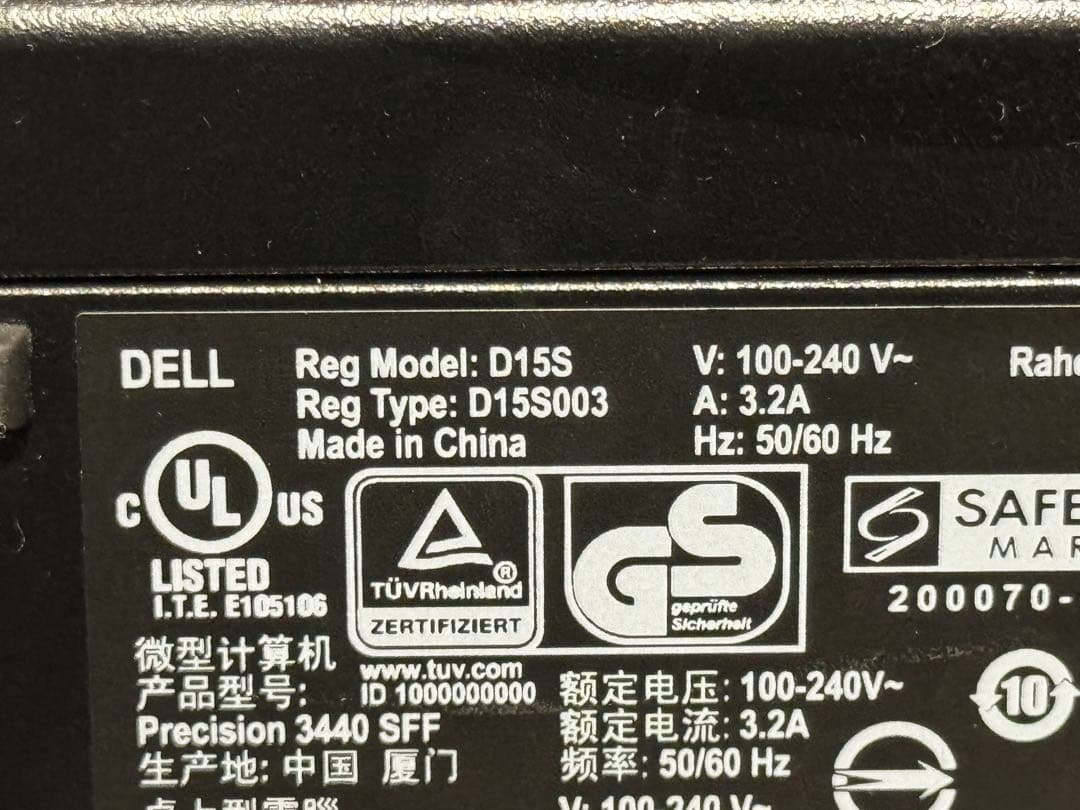 DELL
Reg Model: D15S
Reg Type: D15S003
Made in China
V: 100-240 V~
A: 3.2A
Hz: 50/60 Hz
C UL US
LISTED
I.T.E. E105106
TÜVRheinland®
ZERTIFIZIERT
www.tuv.com
ID 1000000000
GS
geprüfte
Sicherheit
200070-
微型计算机
产品型号:
Precision 3440 SFF
生产地: 中国 厦门
额定电压: 100-240V~
额定电流: 3.2A
频率: 50/60 Hz
10
V: 100-240 V~